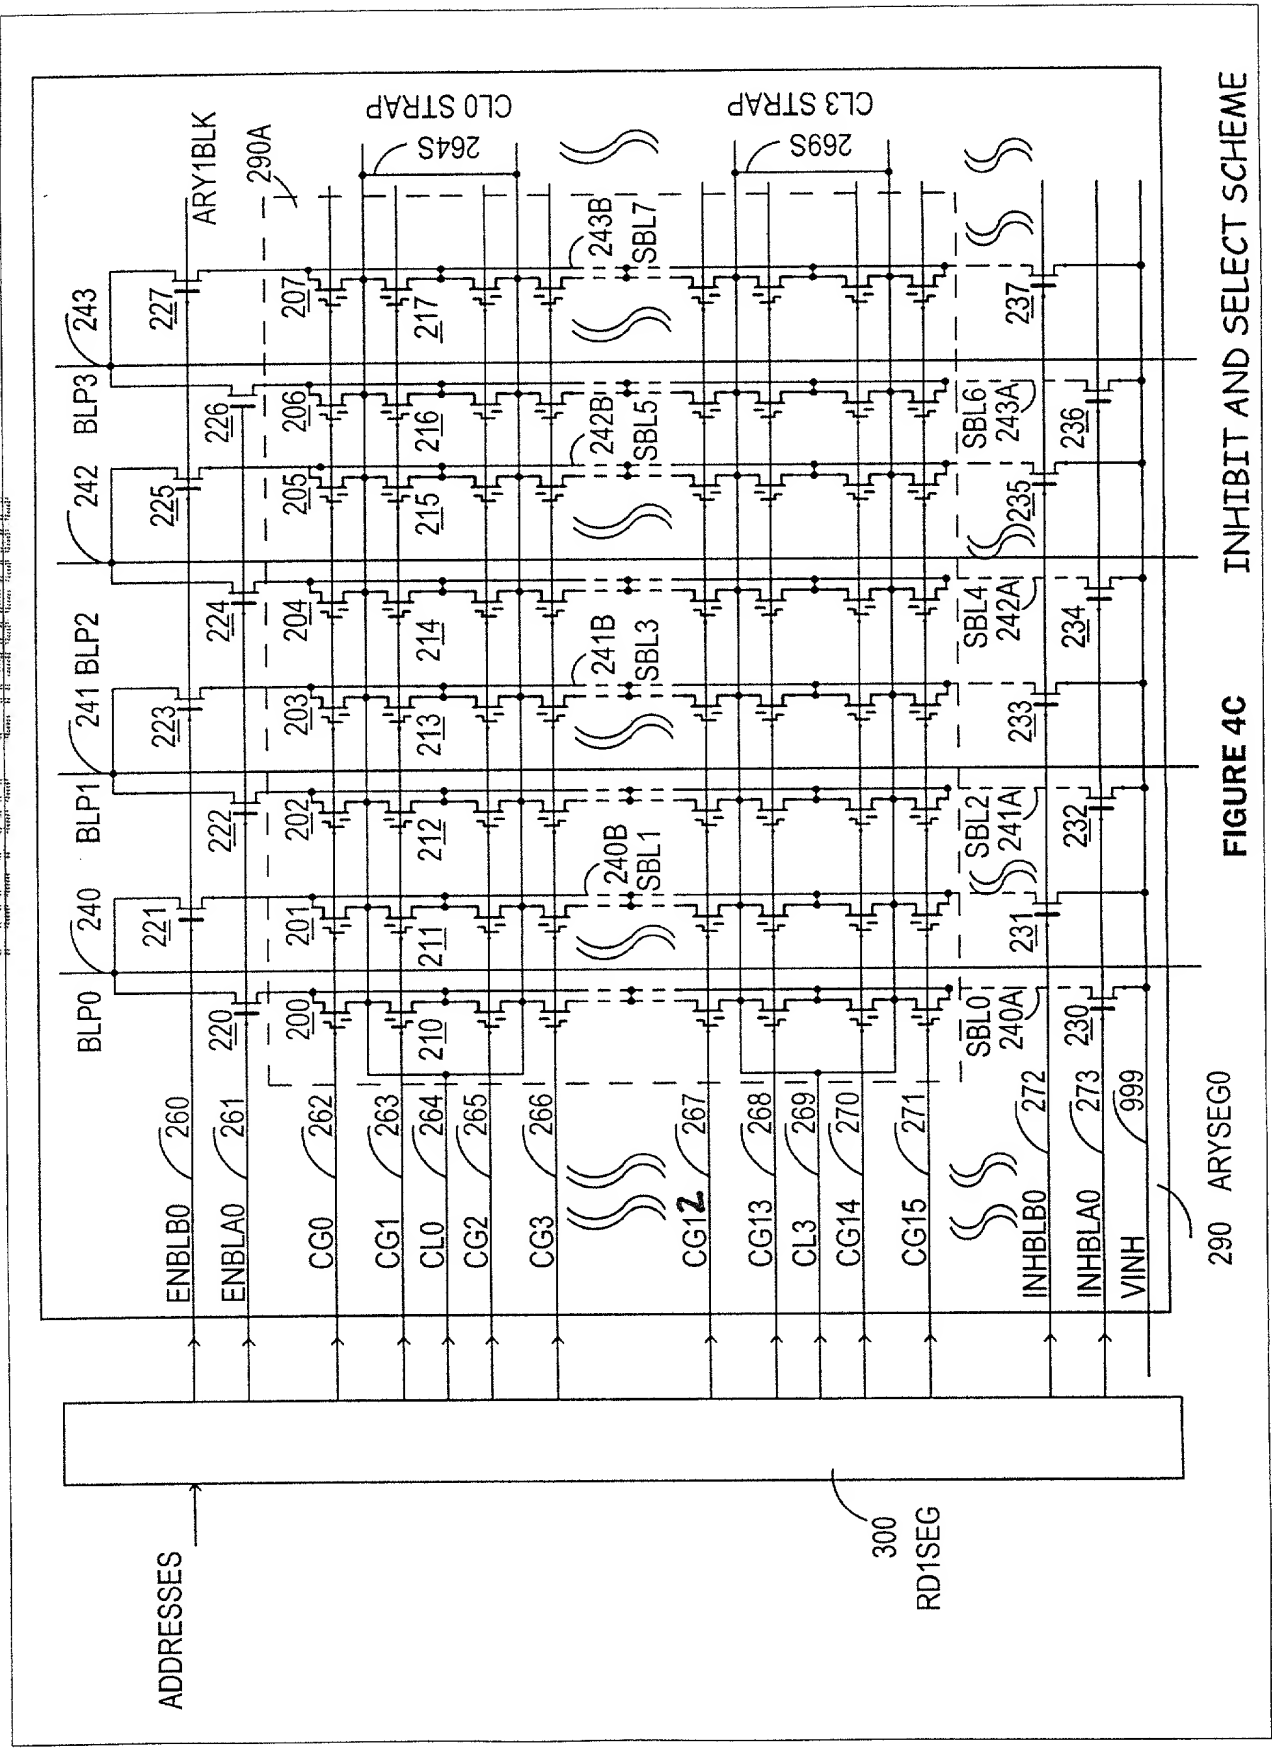 ADDRESSES
300
RD1SEG
BLP0 240 BLP1 241 BLP2 242 BLP3 243
ENBLB0 260 221 223 225 227 ARY1BLK
ENBLA0 261 220 222 224 226 290A
CG0 262 200 201 202 203 204 205 206 207
CG1 263
CL0 264 210 211 212 213 214 215 216 217
264S CL0 STRAP
CG2 265
CG3 266
240B 241B 242B 243B
SBL1 SBL3 SBL5 SBL7
CG12 267
CG13 268
CL3 269
269S CL3 STRAP
CG14 270
CG15 271
SBL0 SBL2 SBL4 SBL6
240A 241A 242A 243A
INHBLB0 272 231 233 235 237
INHBLA0 273 230 232 234 236
VINH 999
290 ARYSEG0
FIGURE 4C INHIBIT AND SELECT SCHEME